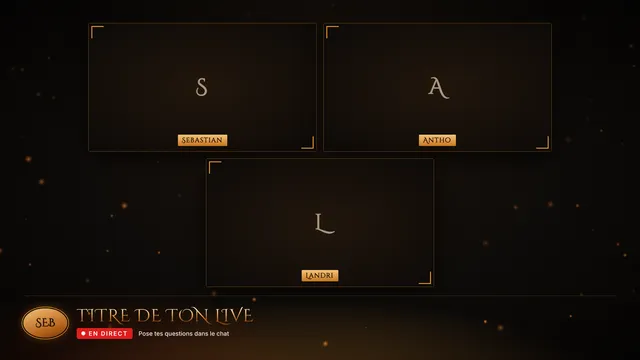 S
A
Sebastian
Antho
L
Landri
SEB
TITRE DE TON LIVE
EN DIRECT
Pose tes questions dans le chat